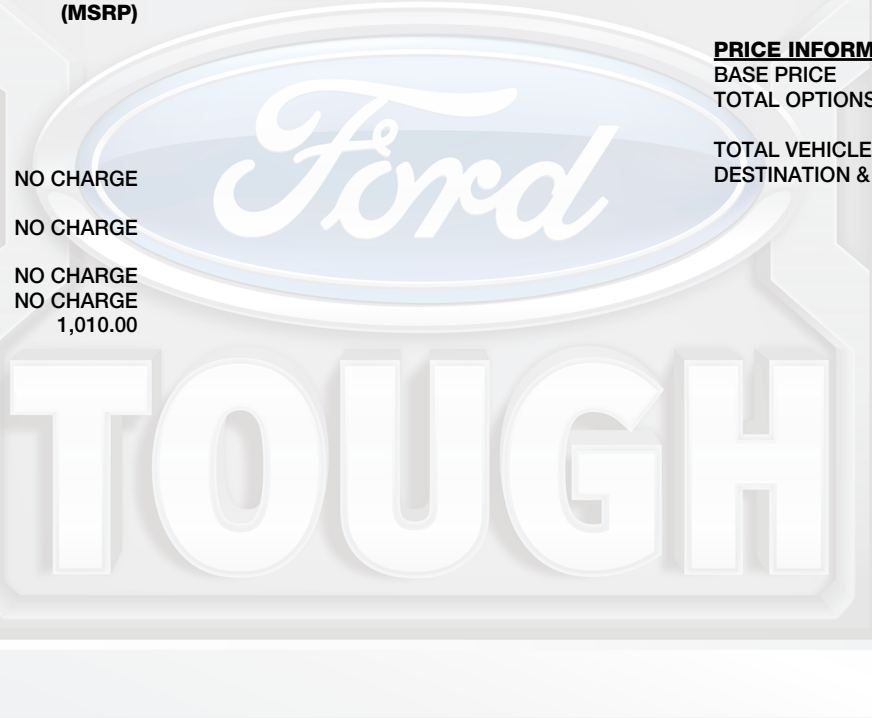 (MSRP)
PRICE INFORM
BASE PRICE
TOTAL OPTIONS
TOTAL VEHICLE
DESTINATION &
NO CHARGE
NO CHARGE
NO CHARGE
NO CHARGE
1,010.00
Ford
TOUGH